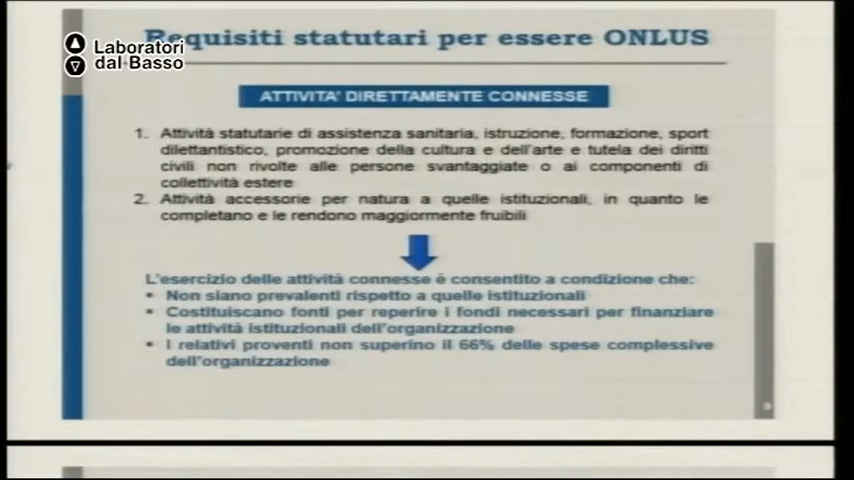 Requisiti statutari per essere ONLUS
Laboratori
dal Basso
ATTIVITA' DIRETTAMENTE CONNESSE
1. Attività statutarie di assistenza sanitaria, istruzione, formazione, sport
dilettantistico, promozione della cultura e dell'arte e tutela dei diritti
civili non rivolte alle persone svantaggiate o ai componenti di
collettività estere
2. Attività accessorie per natura a quelle istituzionali, in quanto le
completano e le rendono maggiormente fruibili
L'esercizio delle attività connesse è consentito a condizione che:
▪ Non siano prevalenti rispetto a quelle istituzionali
▪ Costituiscano fonti per reperire i fondi necessari per finanziare
le attività istituzionali dell'organizzazione
▪ I relativi proventi non superino il 66% delle spese complessive
dell'organizzazione